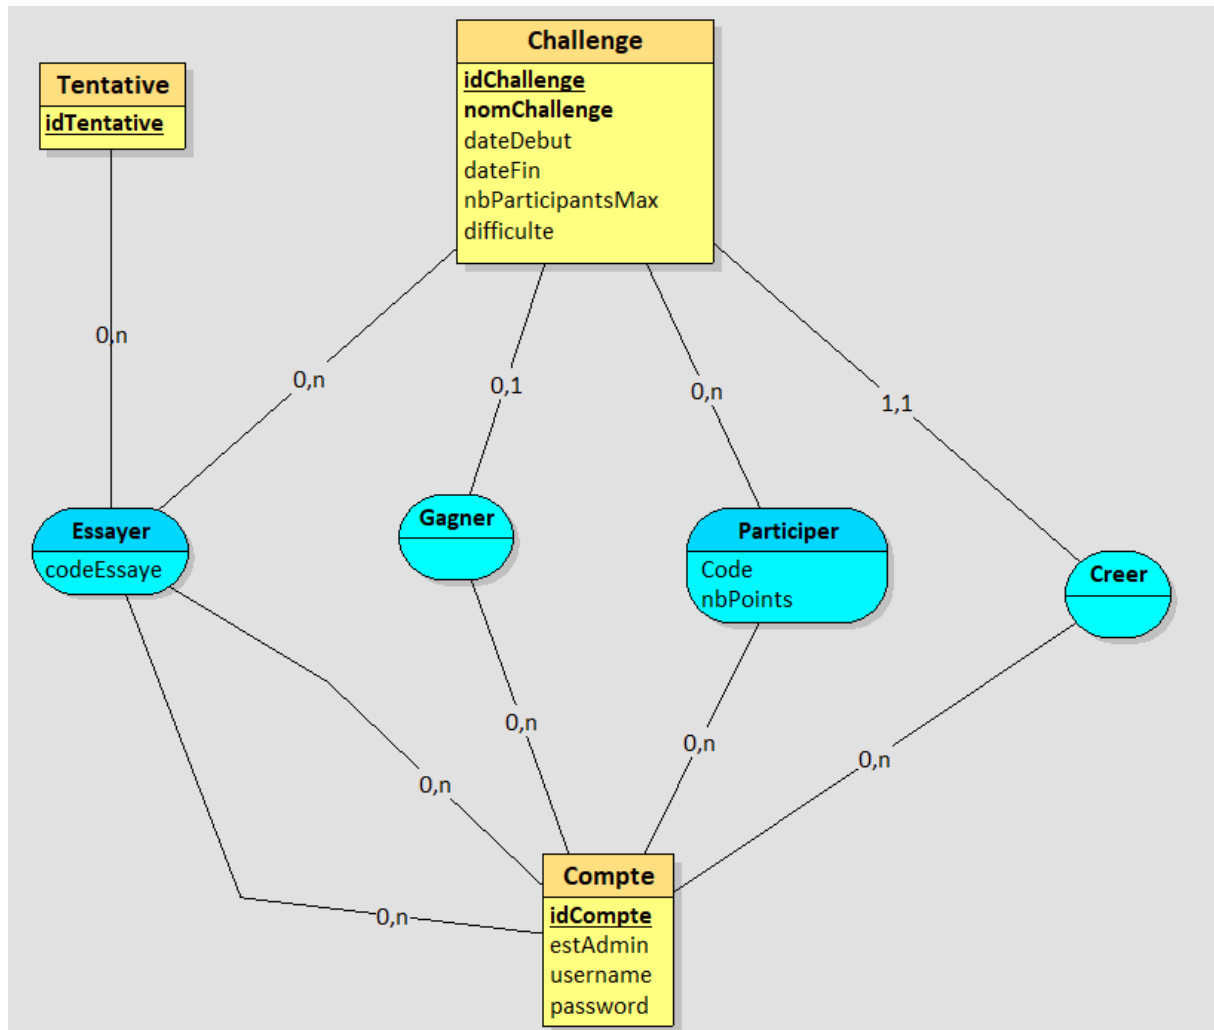 Challenge
idChallenge
nomChallenge
dateDebut
dateFin
nbParticipantsMax
difficulte
Tentative
idTentative
0,n
0,n
0,1
0,n
1,1
Essayer
codeEssaye
Gagner
Participer
Code
nbPoints
Creer
0,n
0,n
0,n
0,n
0,n
Compte
idCompte
estAdmin
username
password